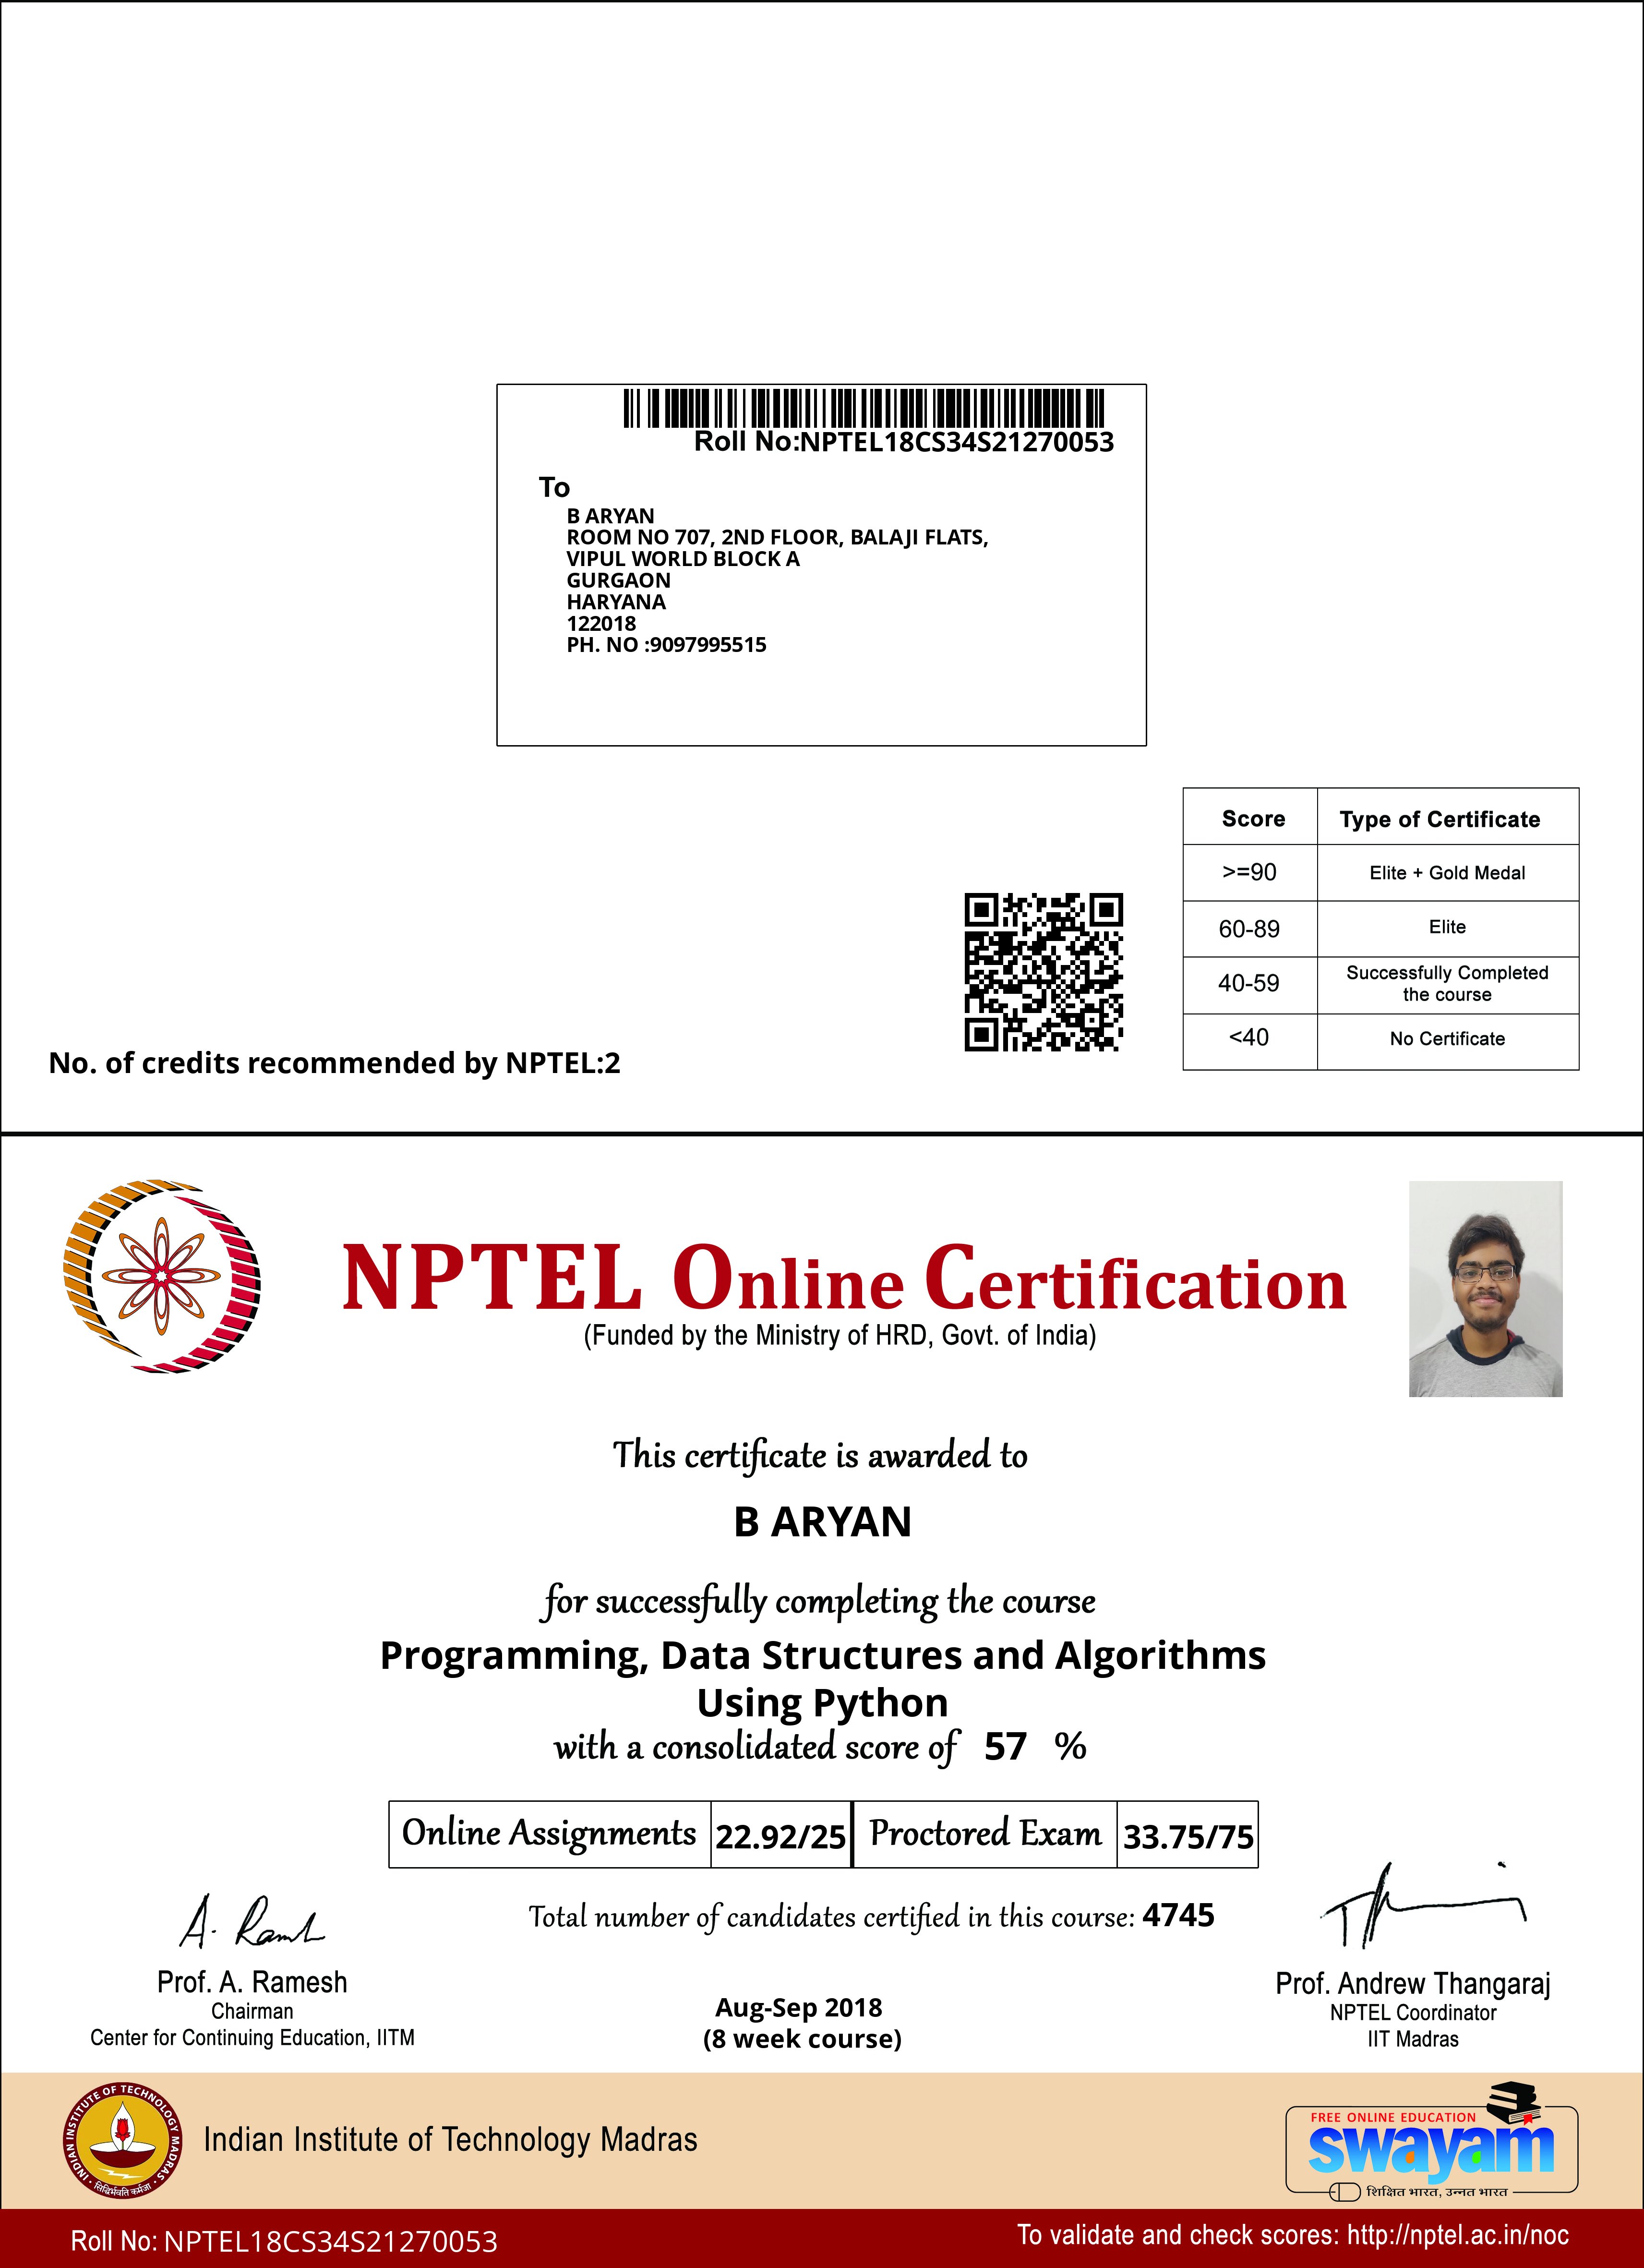 Roll No:NPTEL18CS34S21270053
To
B ARYAN
ROOM NO 707, 2ND FLOOR, BALAJI FLATS,
VIPUL WORLD BLOCK A
GURGAON
HARYANA
122018
PH. NO :9097995515
Score Type of Certificate
>=90 Elite + Gold Medal
60-89 Elite
40-59 Successfully Completed
the course
<40 No Certificate
No. of credits recommended by NPTEL:2
NPTEL Online Certification
(Funded by the Ministry of HRD, Govt. of India)
This certificate is awarded to
B ARYAN
for successfully completing the course
Programming, Data Structures and Algorithms
Using Python
with a consolidated score of 57 %
Online Assignments 22.92/25 Proctored Exam 33.75/75
Total number of candidates certified in this course: 4745
A. Ramesh
Prof. A. Ramesh
Chairman
Center for Continuing Education, IITM
Aug-Sep 2018
(8 week course)
Prof. Andrew Thangaraj
NPTEL Coordinator
IIT Madras
INDIAN INSTITUTE OF TECHNOLOGY MADRAS
सिद्धिर्भवति कर्मजा
Indian Institute of Technology Madras
FREE ONLINE EDUCATION
swayam
शिक्षित भारत, उन्नत भारत
Roll No: NPTEL18CS34S21270053
To validate and check scores: http://nptel.ac.in/noc